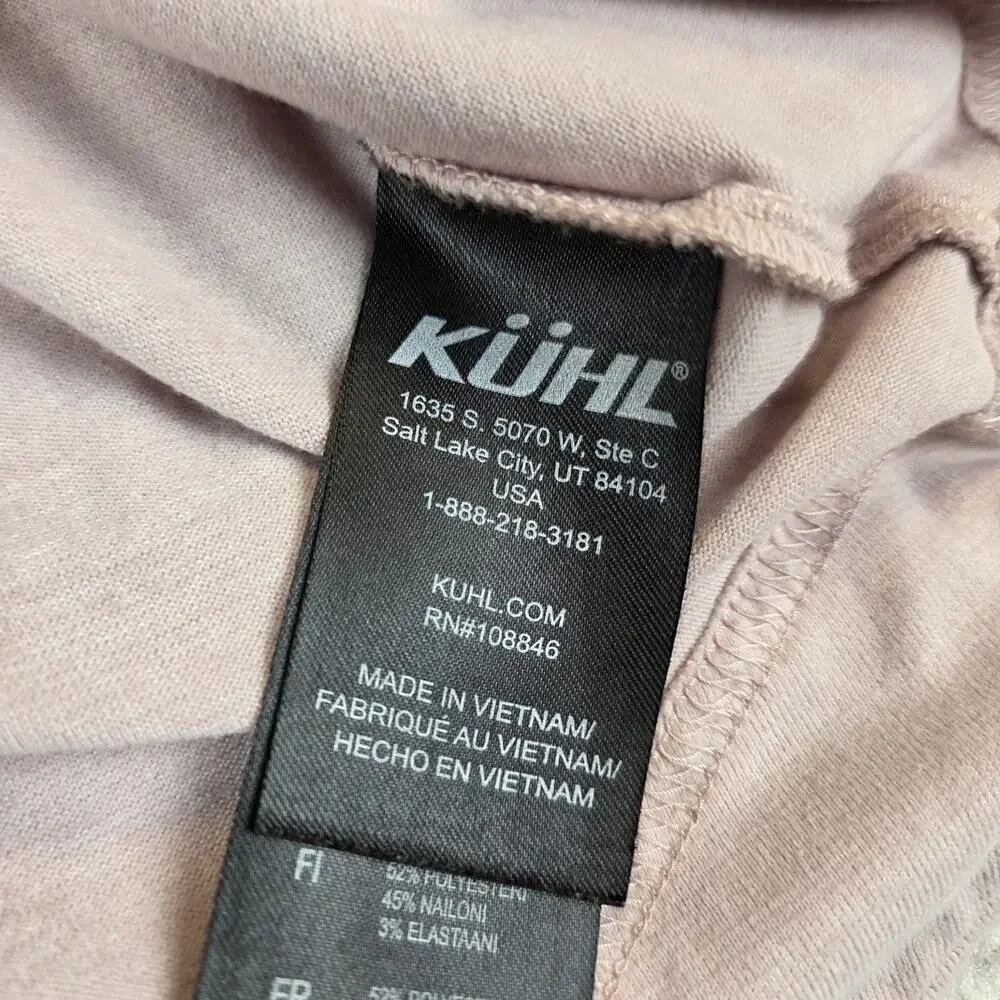 KÜHL®
1635 S. 5070 W, Ste C
Salt Lake City, UT 84104
USA
1-888-218-3181
KUHL.COM
RN#108846
MADE IN VIETNAM/
FABRIQUÉ AU VIETNAM/
HECHO EN VIETNAM
FI
52% POLYESTERI
45% NAILONI
3% ELASTAANI
FR